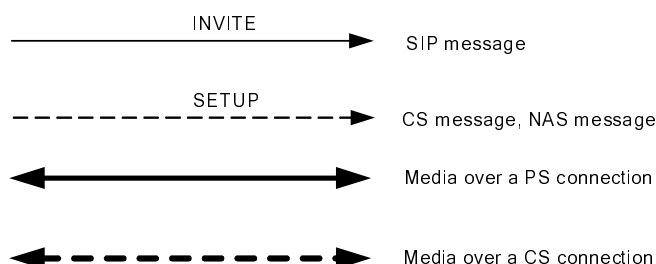 INVITE
SIP message
SETUP
CS message, NAS message
Media over a PS connection
Media over a CS connection